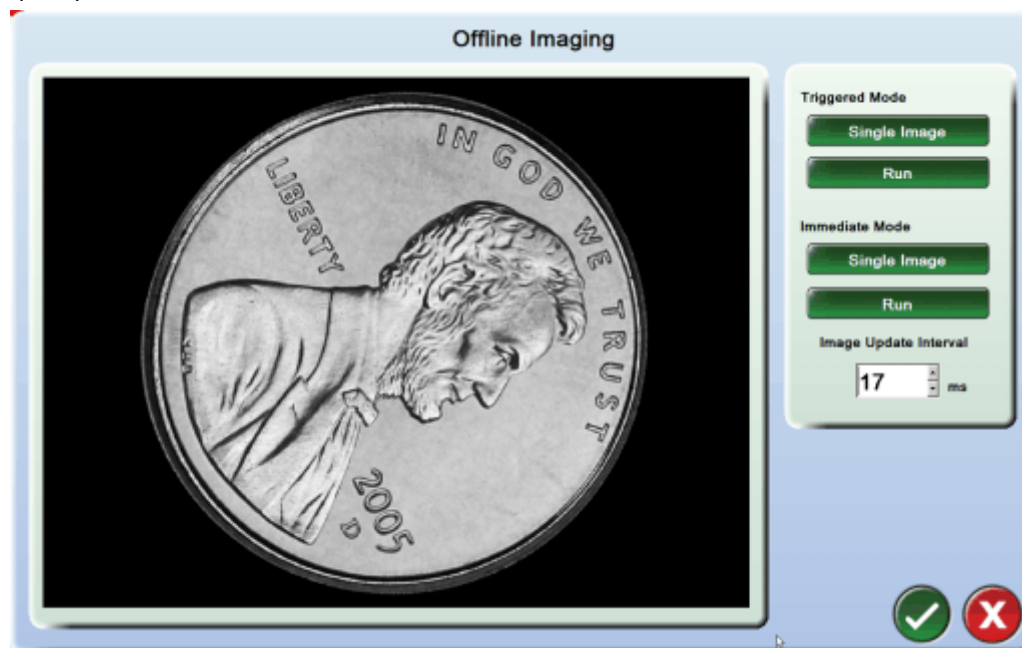 Offline Imaging
IN GOD WE TRUST
LIBERTY
2005
D
Triggered Mode
Single Image
Run
Immediate Mode
Single Image
Run
Image Update Interval
17 ms